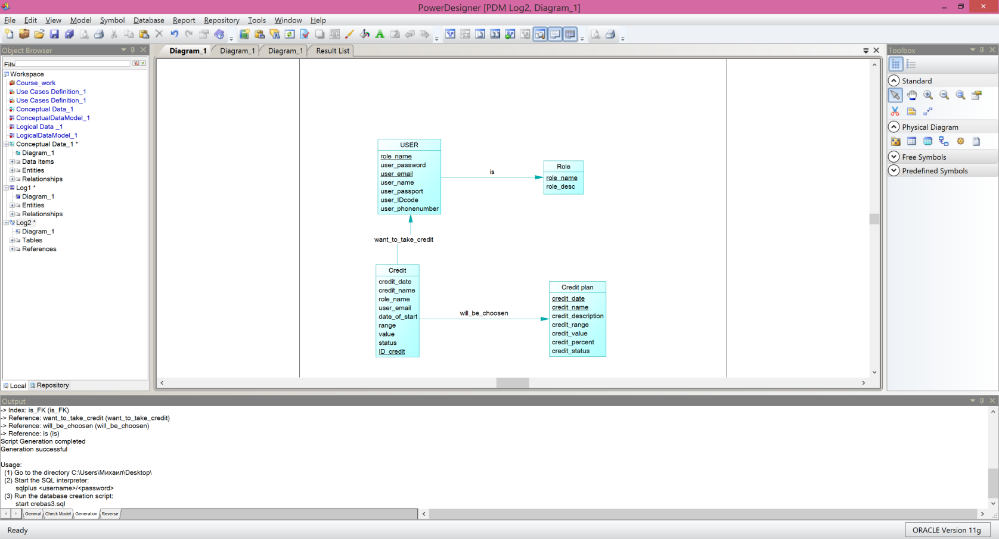 PowerDesigner [PDM Log2, Diagram_1]
File Edit View Model Symbol Database Report Repository Tools Window Help
Object Browser
Filte
Workspace
Course_work
Use Cases Definition_1
Use Cases Definition_1
Conceptual Data_1
ConceptualDataModel_1
Logical Data _1
LogicalDataModel_1
Conceptual Data_1 *
Diagram_1
Data Items
Entities
Relationships
Log1 *
Diagram_1
Entities
Relationships
Log2 *
Diagram_1
Tables
References
Local Repository
Diagram_1 Diagram_1 Diagram_1 Result List
USER
role_name
user_password
user_email
user_name
user_passport
user_IDcode
user_phonenumber
is
Role
role_name
role_desc
want_to_take_credit
Credit
credit_date
credit_name
role_name
user_email
date_of_start
range
value
status
ID_credit
will_be_choosen
Credit plan
credit_date
credit_name
credit_description
credit_range
credit_value
credit_percent
credit_status
Toolbox
Standard
Physical Diagram
Free Symbols
Predefined Symbols
Output
-> Index: is_FK (is_FK)
-> Reference: want_to_take_credit (want_to_take_credit)
-> Reference: will_be_choosen (will_be_choosen)
-> Reference: is (is)
Script Generation completed
Generation successful
Usage:
(1) Go to the directory C:\Users\Михаил\Desktop\
(2) Start the SQL interpreter:
sqlplus <username>/<password>
(3) Run the database creation script:
start crebas3.sql
General Check Model Generation Reverse
Ready
ORACLE Version 11g